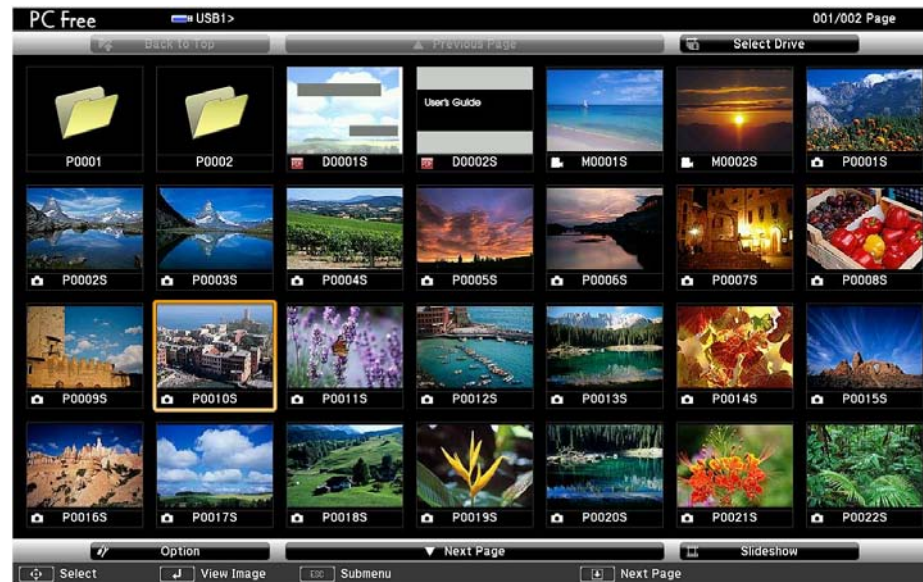 PC Free USB1> 001/002 Page
Back to Top Previous Page Select Drive
User's Guide
P0001 P0002 D0001S D0002S M0001S M0002S P0001S
P0002S P0003S P0004S P0005S P0006S P0007S P0008S
P0009S P0010S P0011S P0012S P0013S P0014S P0015S
P0016S P0017S P0018S P0019S P0020S P0021S P0022S
Option Next Page Slideshow
Select View Image ESC Submenu Next Page